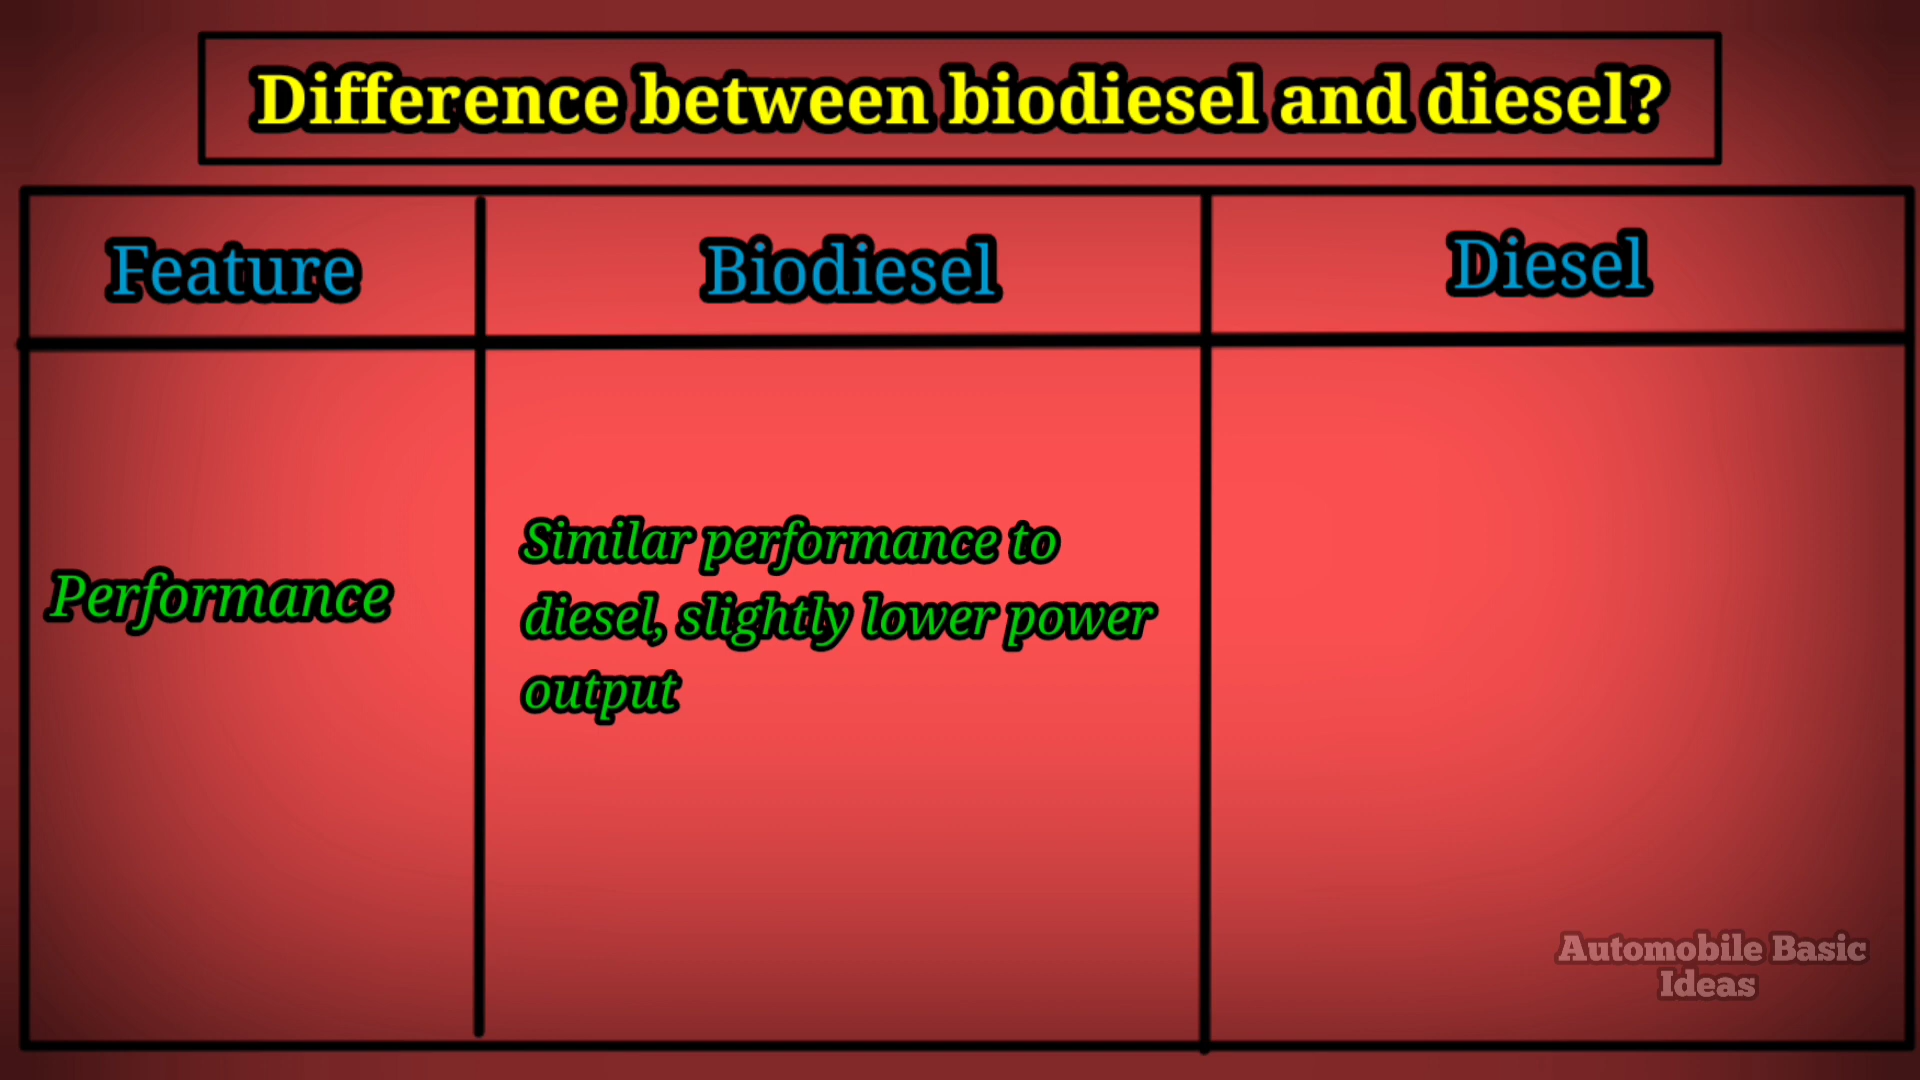 Difference between biodiesel and diesel?
Feature
Biodiesel
Diesel
Performance
Similar performance to
diesel, slightly lower power
output
Automobile Basic
Ideas